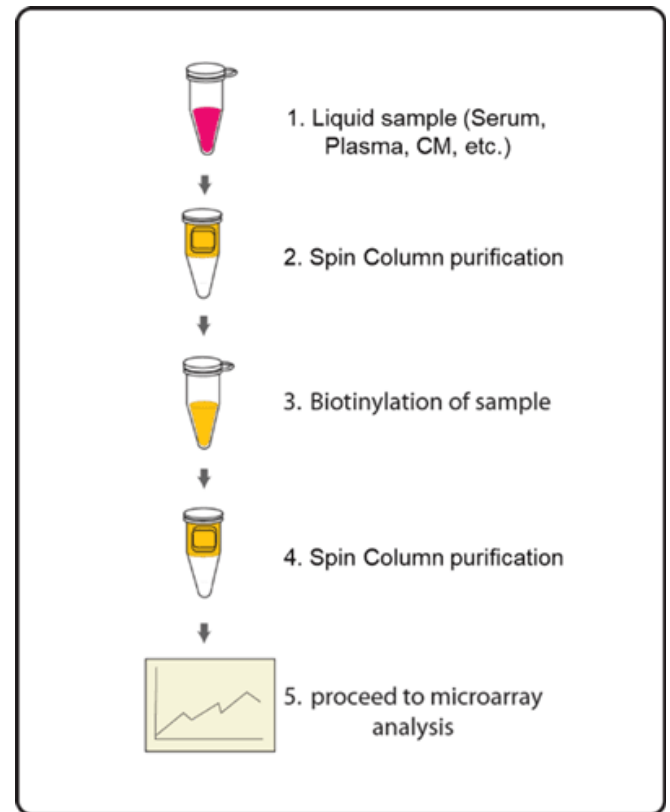 1. Liquid sample (Serum,
Plasma, CM, etc.)
2. Spin Column purification
3. Biotinylation of sample
4. Spin Column purification
5. proceed to microarray
analysis